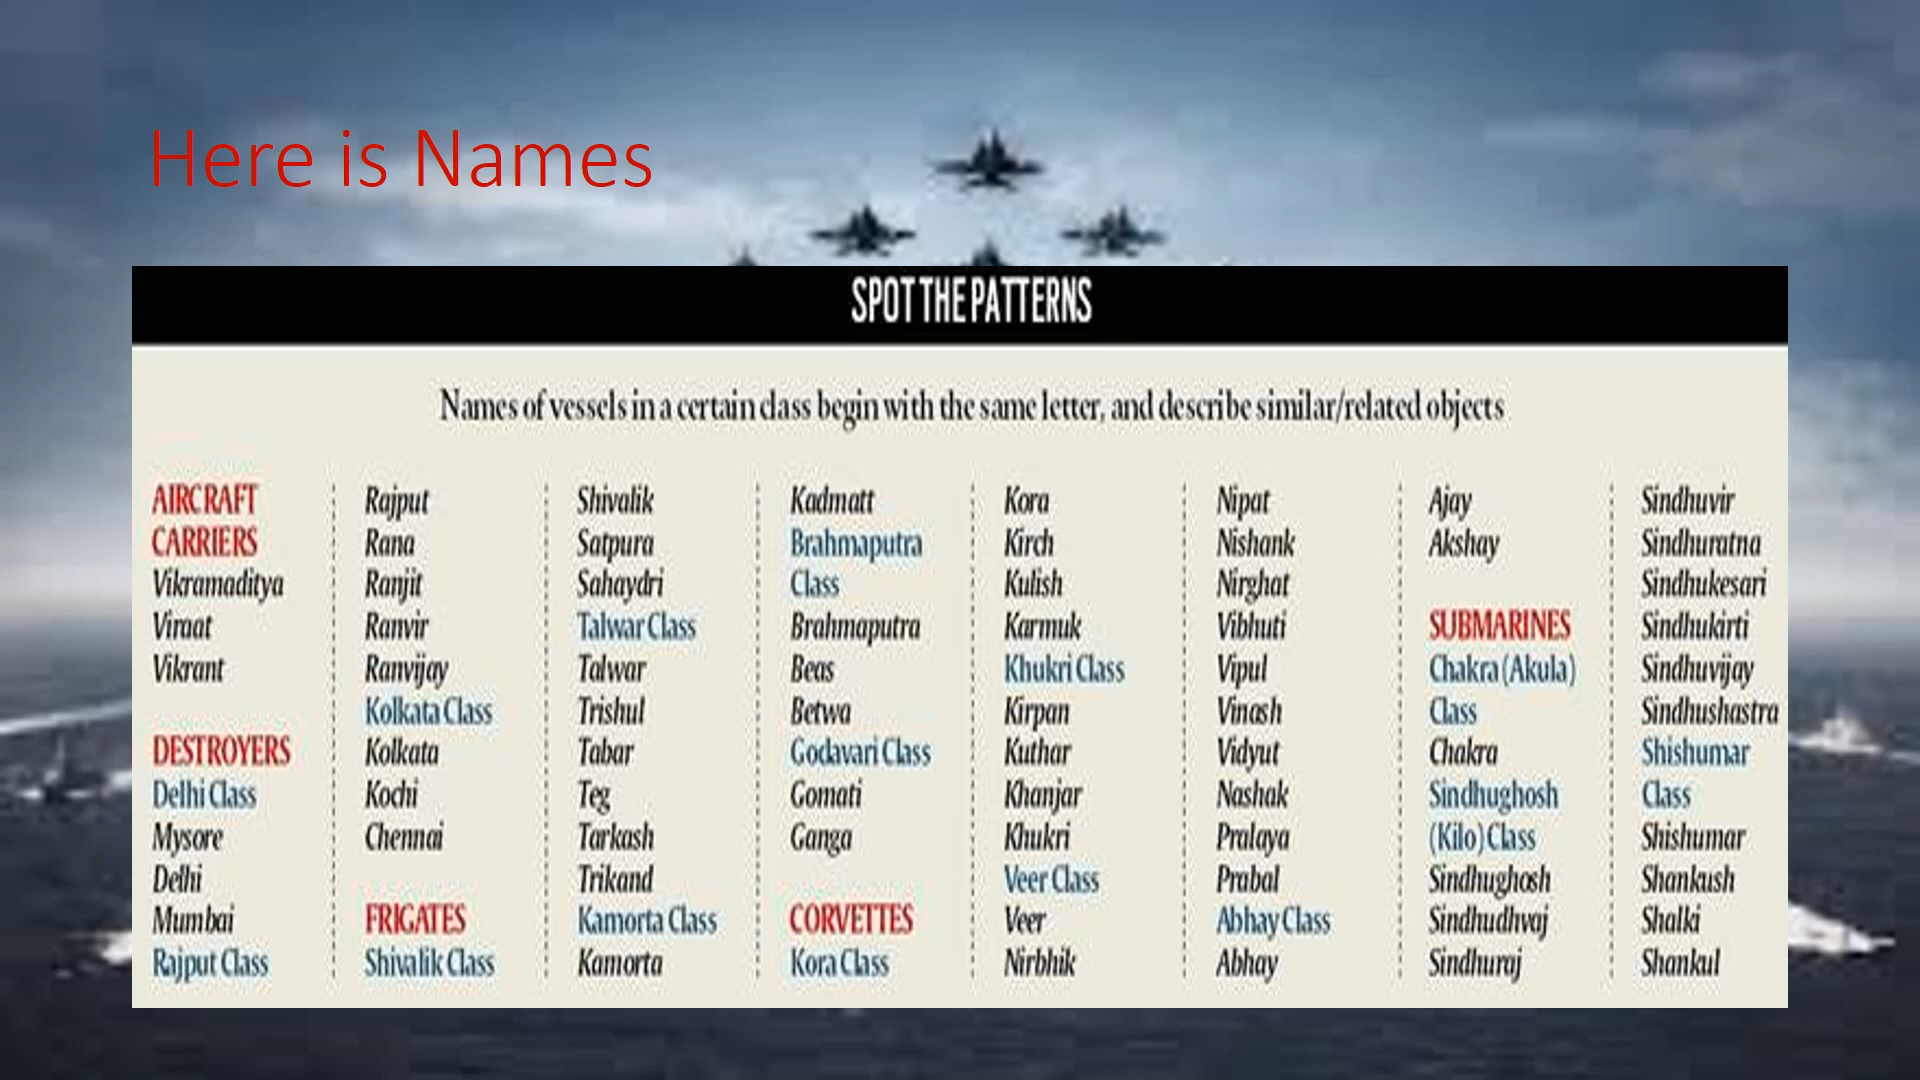 Here is Names
SPOT THE PATTERNS
Names of vessels in a certain class begin with the same letter, and describe similar/related objects
AIRCRAFT
CARRIERS
Vikramaditya
Viraat
Vikrant
DESTROYERS
Delhi Class
Mysore
Delhi
Mumbai
Rajput Class
Rajput
Rana
Ranjit
Ranvir
Ranvijay
Kolkata Class
Kolkata
Kochi
Chennai
FRIGATES
Shivalik Class
Shivalik
Satpura
Sahaydri
Talwar Class
Talwar
Trishul
Tabar
Teg
Tarkash
Trikand
Kamorta Class
Kamorta
Kadmatt
Brahmaputra
Class
Brahmaputra
Beas
Betwa
Godavari Class
Gomati
Ganga
CORVETTES
Kora Class
Kora
Kirch
Kulish
Karmuk
Khukri Class
Kirpan
Kuthar
Khanjar
Khukri
Veer Class
Veer
Nirbhik
Nipat
Nishank
Nirghat
Vibhuti
Vipul
Vinash
Vidyut
Nashak
Pralaya
Prabal
Abhay Class
Abhay
Ajay
Akshay
SUBMARINES
Chakra (Akula)
Class
Chakra
Sindhughosh
(Kilo) Class
Sindhughosh
Sindhudhvaj
Sindhuraj
Sindhuvir
Sindhuratna
Sindhukesari
Sindhukirti
Sindhuvijay
Sindhushastra
Shishumar
Class
Shishumar
Shankush
Shalki
Shankul